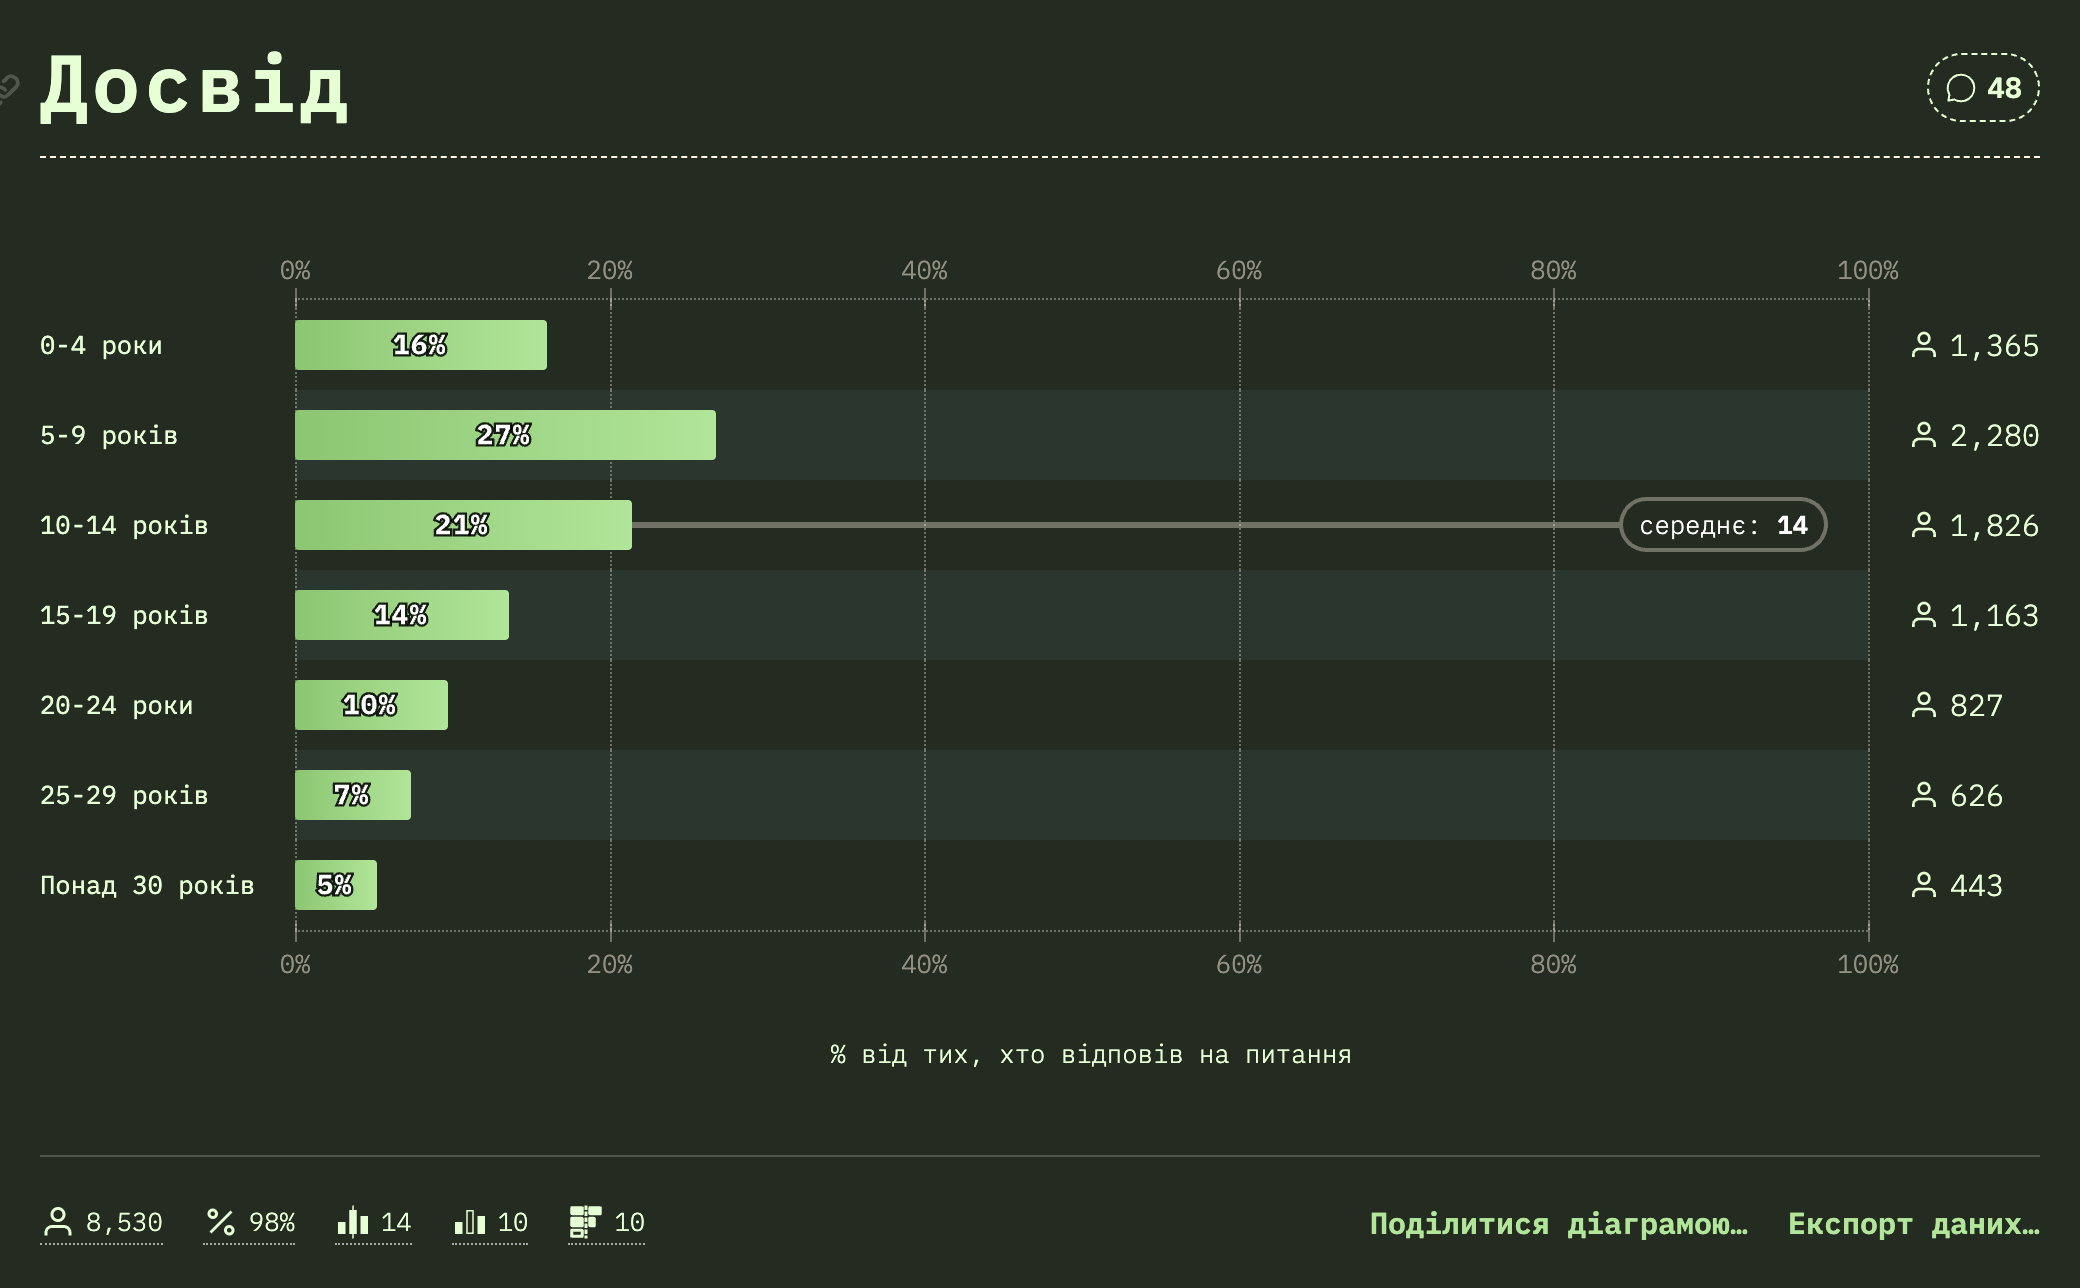 Досвід 48
0% 20% 40% 60% 80% 100%
0-4 роки 16% 1,365
5-9 років 27% 2,280
10-14 років 21% середнє: 14 1,826
15-19 років 14% 1,163
20-24 роки 10% 827
25-29 років 7% 626
Понад 30 років 5% 443
0% 20% 40% 60% 80% 100%
% від тих, хто відповів на питання
8,530 98% 14 10 10 Поділитися діаграмою… Експорт даних…